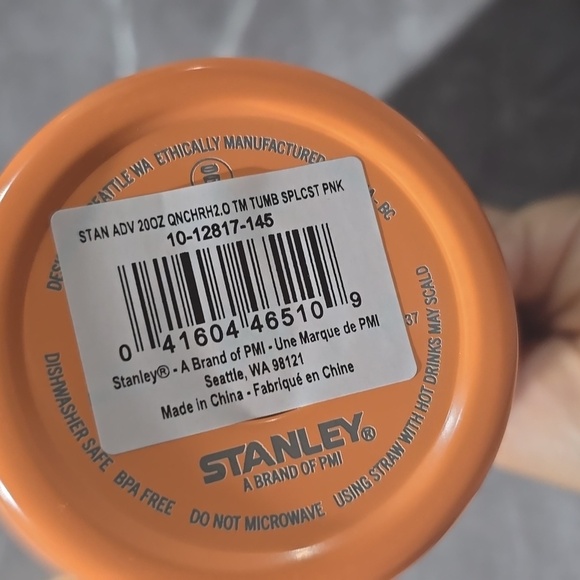 STAN ADV 20OZ QNCHRH2.O TM TUMB SPLCST PNK
10-12817-145
0 41604 46510 9
Stanley® - A Brand of PMI - Une Marque de PMI
Seattle, WA 98121
Made in China - Fabriqué en Chine
SEATTLE WA ETHICALLY MANUFACTURED
BC
37
STANLEY®
A BRAND OF PMI
DISHWASHER SAFE BPA FREE DO NOT MICROWAVE USING STRAW WITH HOT DRINKS MAY SCALD